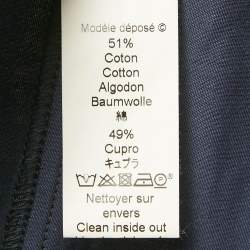 Modèle déposé ©
51%
Coton
Cotton
Algodon
Baumwolle
綿
49%
Cupro
キュプラ
Nettoyer sur
envers
Clean inside out